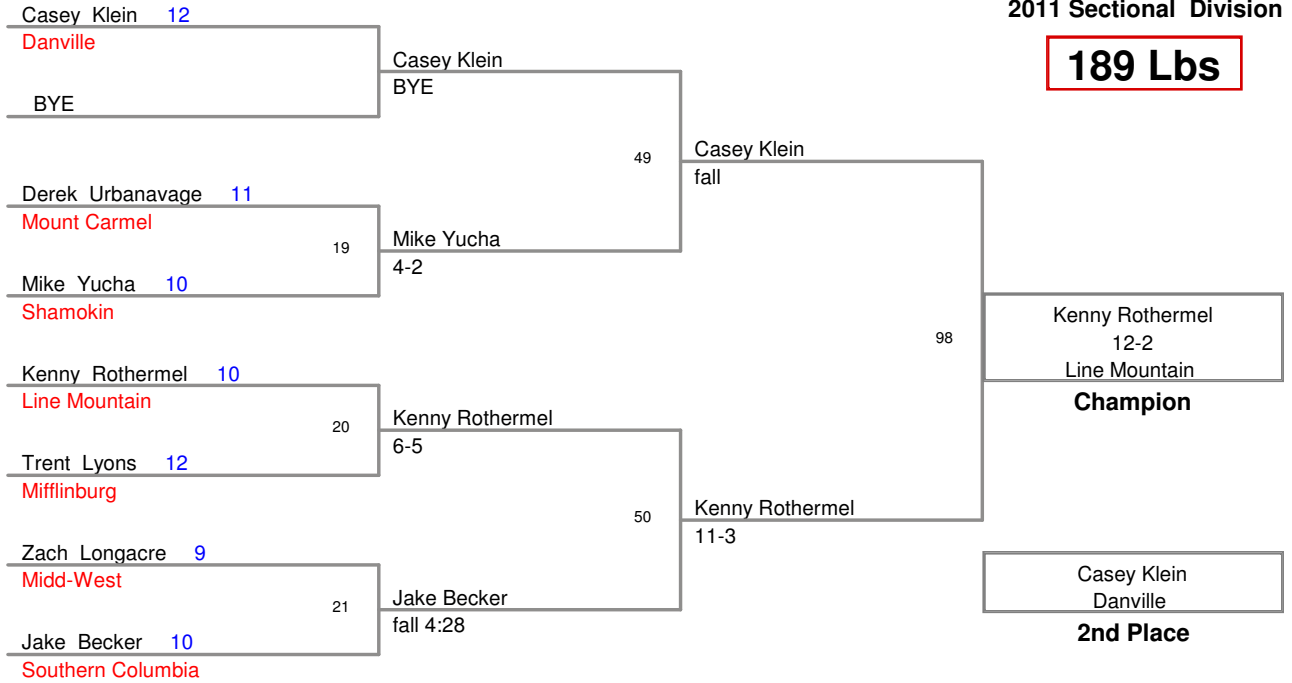 2011 Sectional Division
189 Lbs
Casey Klein 12
Danville
BYE
Derek Urbanavage 11
Mount Carmel
19
Mike Yucha 10
Shamokin
Kenny Rothermel 10
Line Mountain
20
Trent Lyons 12
Mifflinburg
Zach Longacre 9
Midd-West
21
Jake Becker 10
Southern Columbia
Casey Klein
BYE
49
Mike Yucha
4-2
Kenny Rothermel
6-5
50
Jake Becker
fall 4:28
Casey Klein
fall
98
Kenny Rothermel
11-3
Kenny Rothermel
12-2
Line Mountain
Champion
Casey Klein
Danville
2nd Place